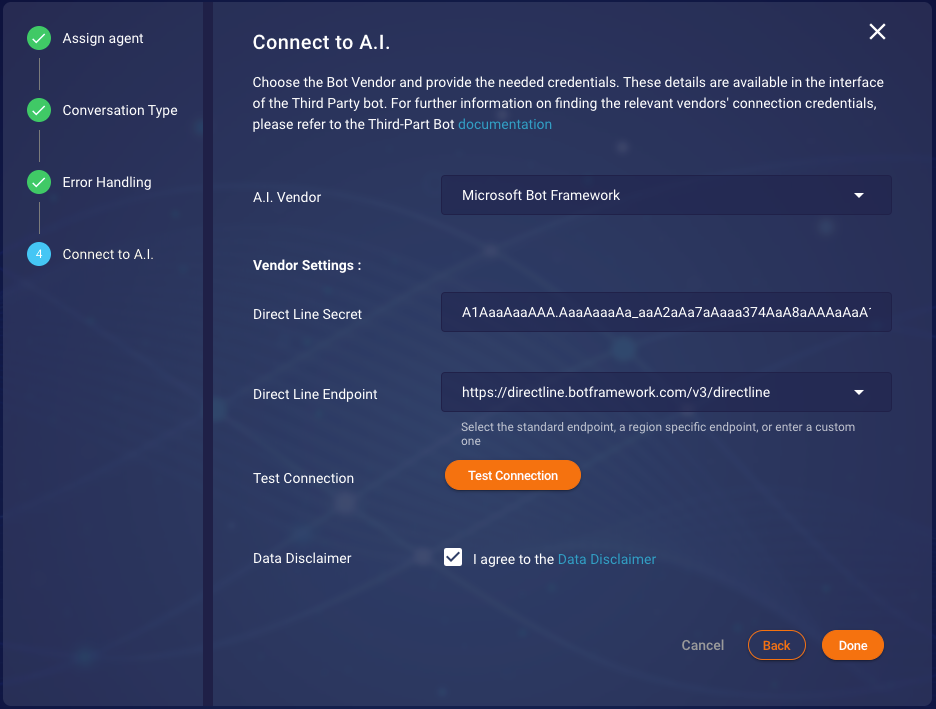 Assign agent
Conversation Type
Error Handling
4
Connect to A.I.
Connect to A.I.
Choose the Bot Vendor and provide the needed credentials. These details are available in the interface
of the Third Party bot. For further information on finding the relevant vendors' connection credentials,
please refer to the Third-Part Bot documentation
A.I. Vendor
Microsoft Bot Framework
Vendor Settings :
Direct Line Secret
A1AaaAaaAAA.AaaAaaaAa_aaA2aAa7aAaaa374AaA8aAAAaAaA
Direct Line Endpoint
https://directline.botframework.com/v3/directline
Select the standard endpoint, a region specific endpoint, or enter a custom
one
Test Connection
Test Connection
Data Disclaimer
I agree to the Data Disclaimer
Cancel
Back
Done